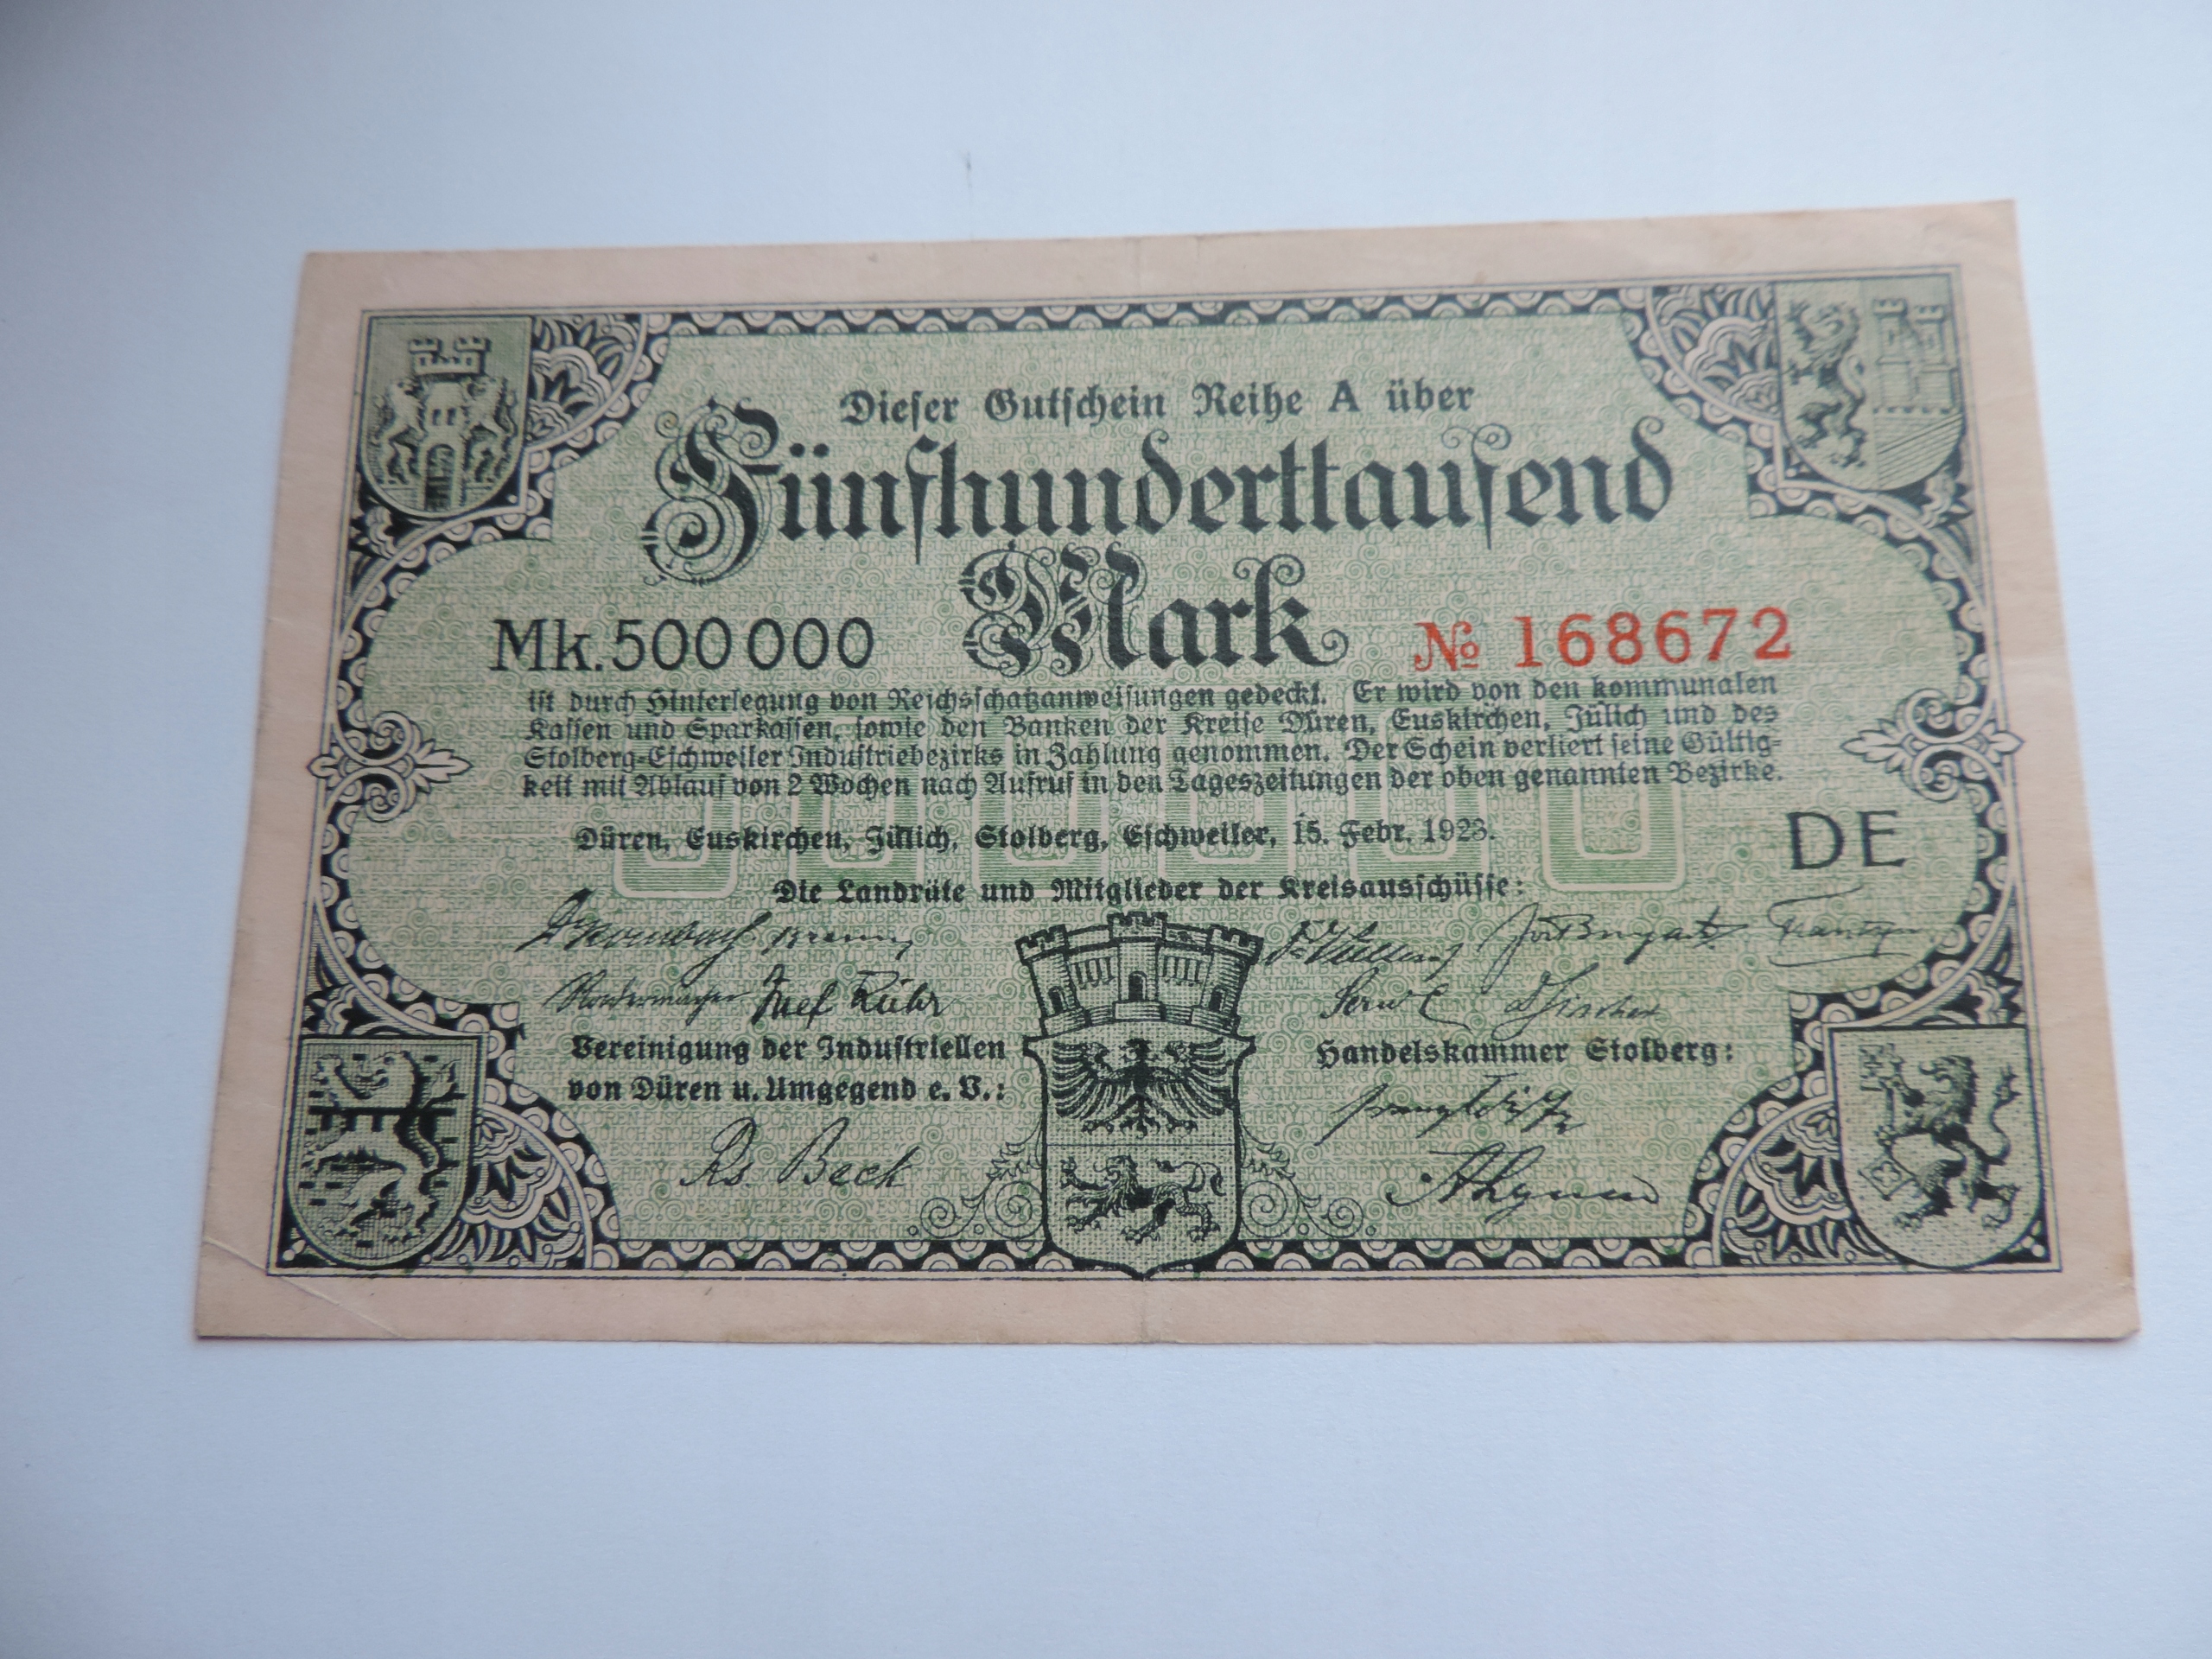 Dieser Gutschein Reihe A über
Fünfhunderttausend
Mark
Mk. 500 000
№ 168672
ist durch Hinterlegung von Reichsschatzanweisungen gedeckt. Er wird von den kommunalen
Kassen und Sparkassen, sowie den Banken der Kreise Düren, Euskirchen, Jülich und des
Stolberg-Eschweiler Industriebezirks in Zahlung genommen. Der Schein verliert seine Gültig-
keit mit Ablauf von 2 Wochen nach Aufruf in den Tageszeitungen der oben genannten Bezirke.
Düren, Euskirchen, Jülich, Stolberg, Eschweiler, 15. Febr. 1923.
DE
Die Landräte und Mitglieder der Kreisausschüsse:
Josef Rühr
Vereinigung der Industriellen
von Düren u. Umgegend e. V.:
Handelskammer Stolberg:
Beck